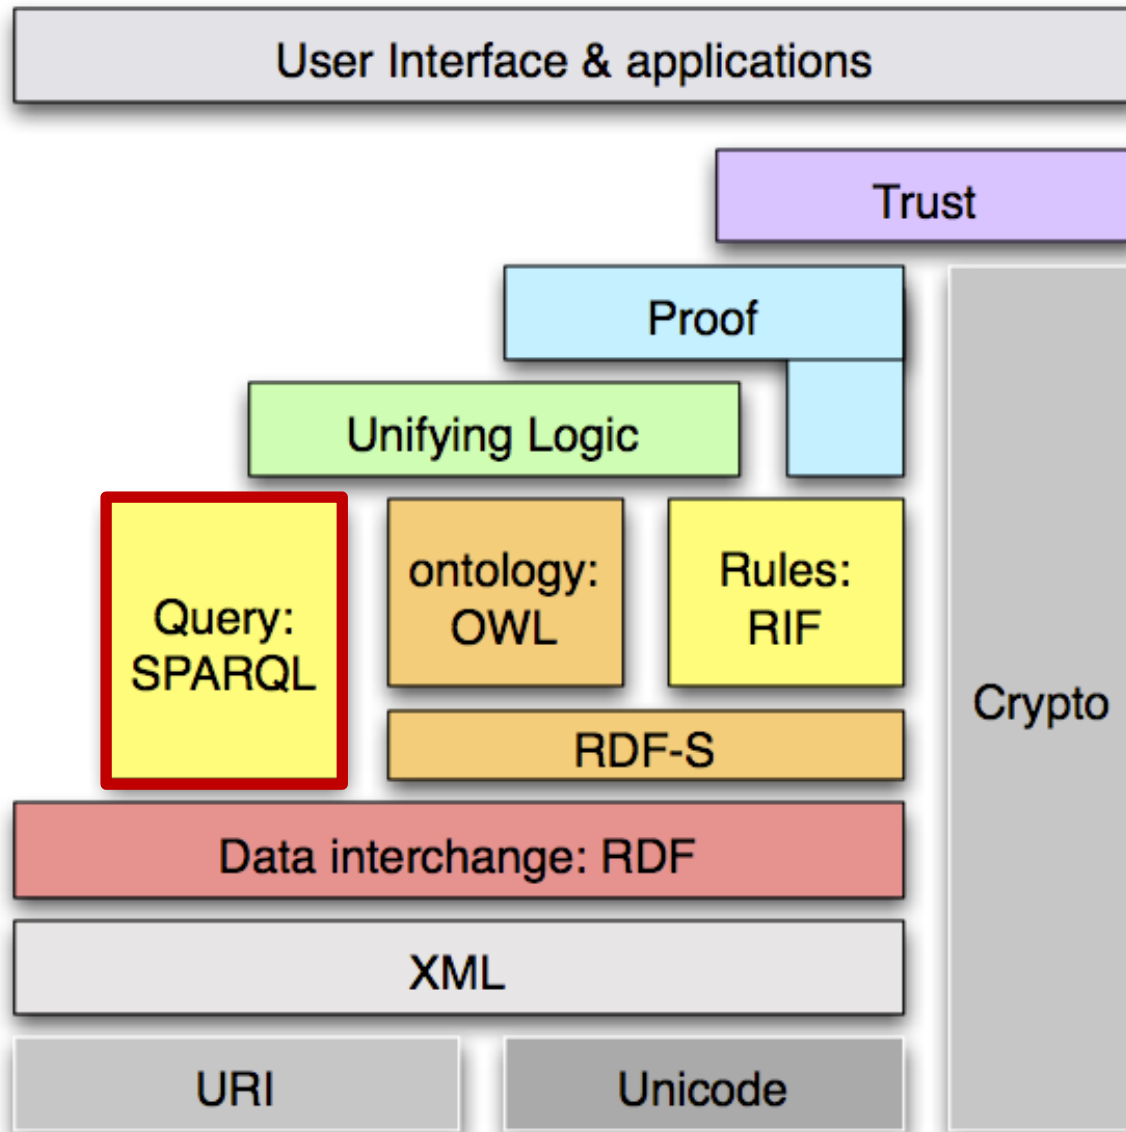 User Interface & applications
Trust
Proof
Unifying Logic
Query:
SPARQL
ontology:
OWL
Rules:
RIF
Crypto
RDF-S
Data interchange: RDF
XML
URI
Unicode